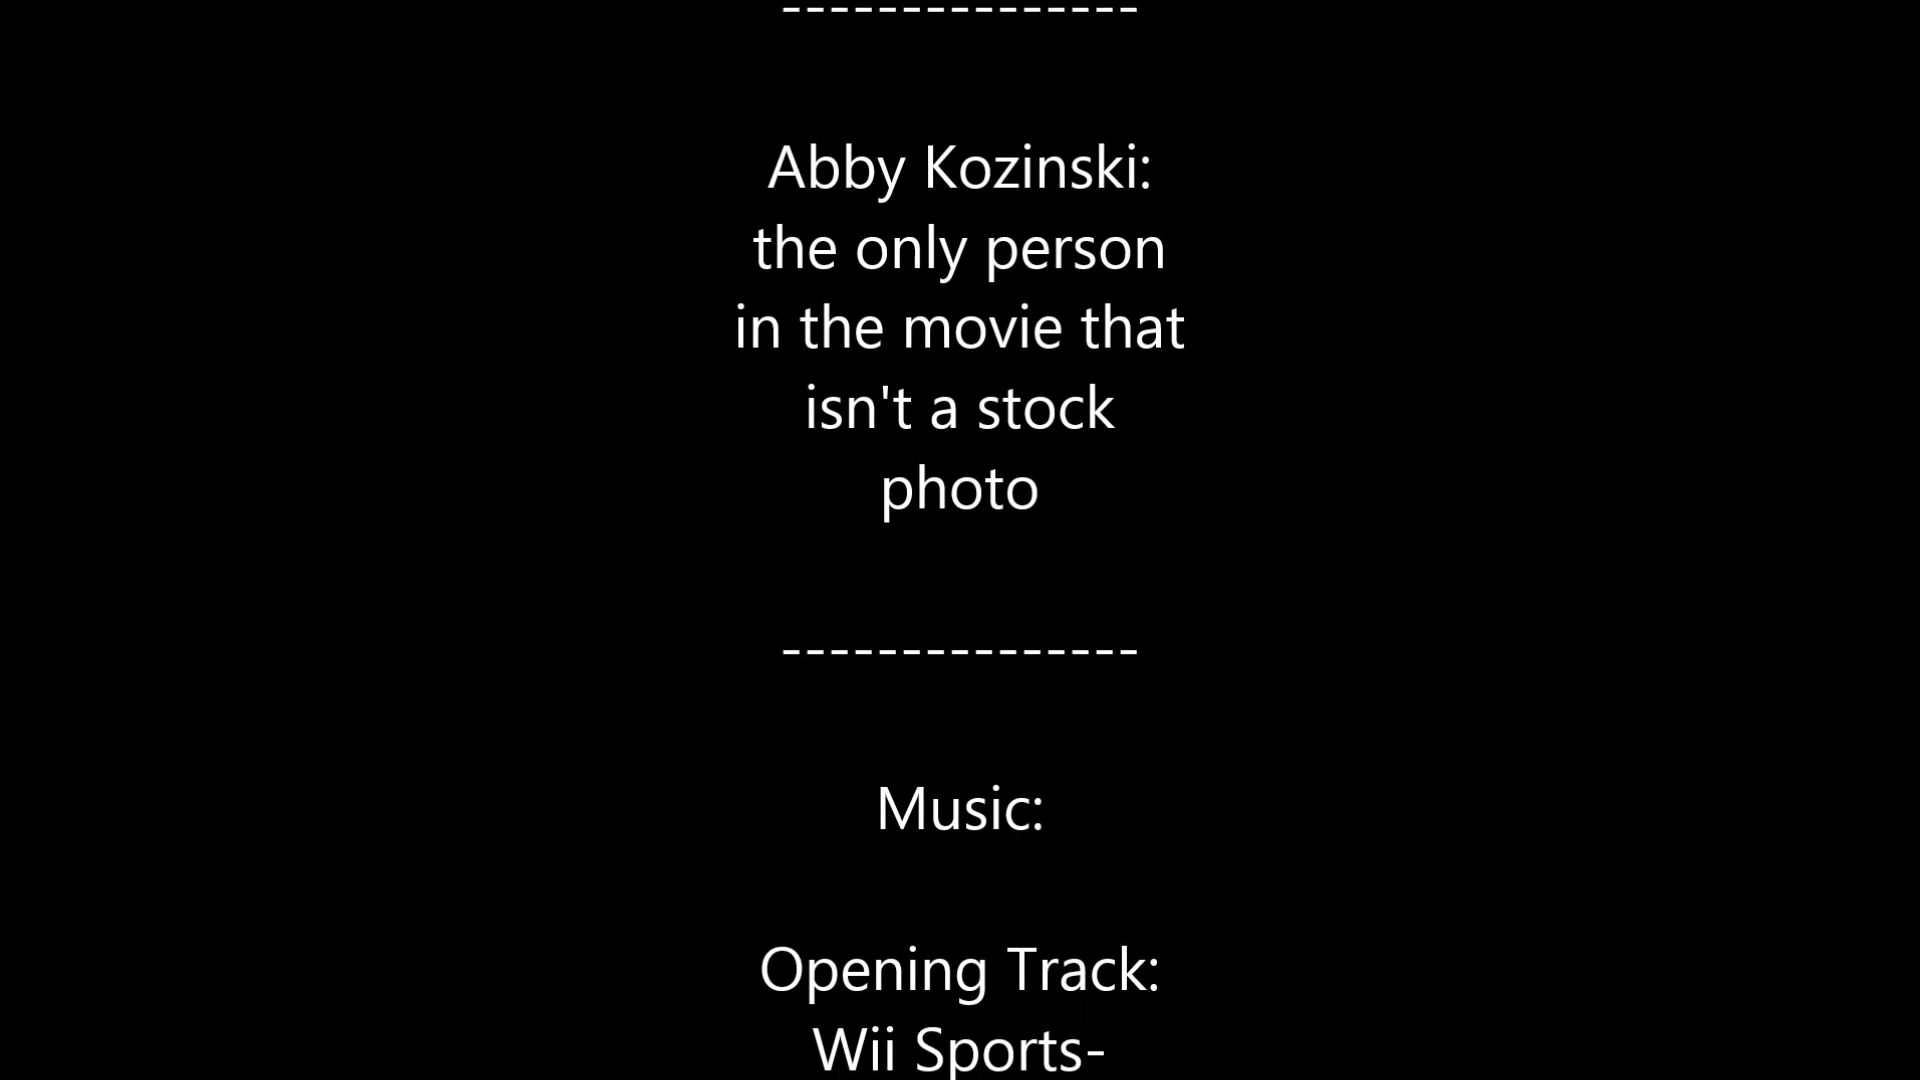 ---------------
Abby Kozinski:
the only person
in the movie that
isn't a stock
photo
---------------
Music:
Opening Track:
Wii Sports-